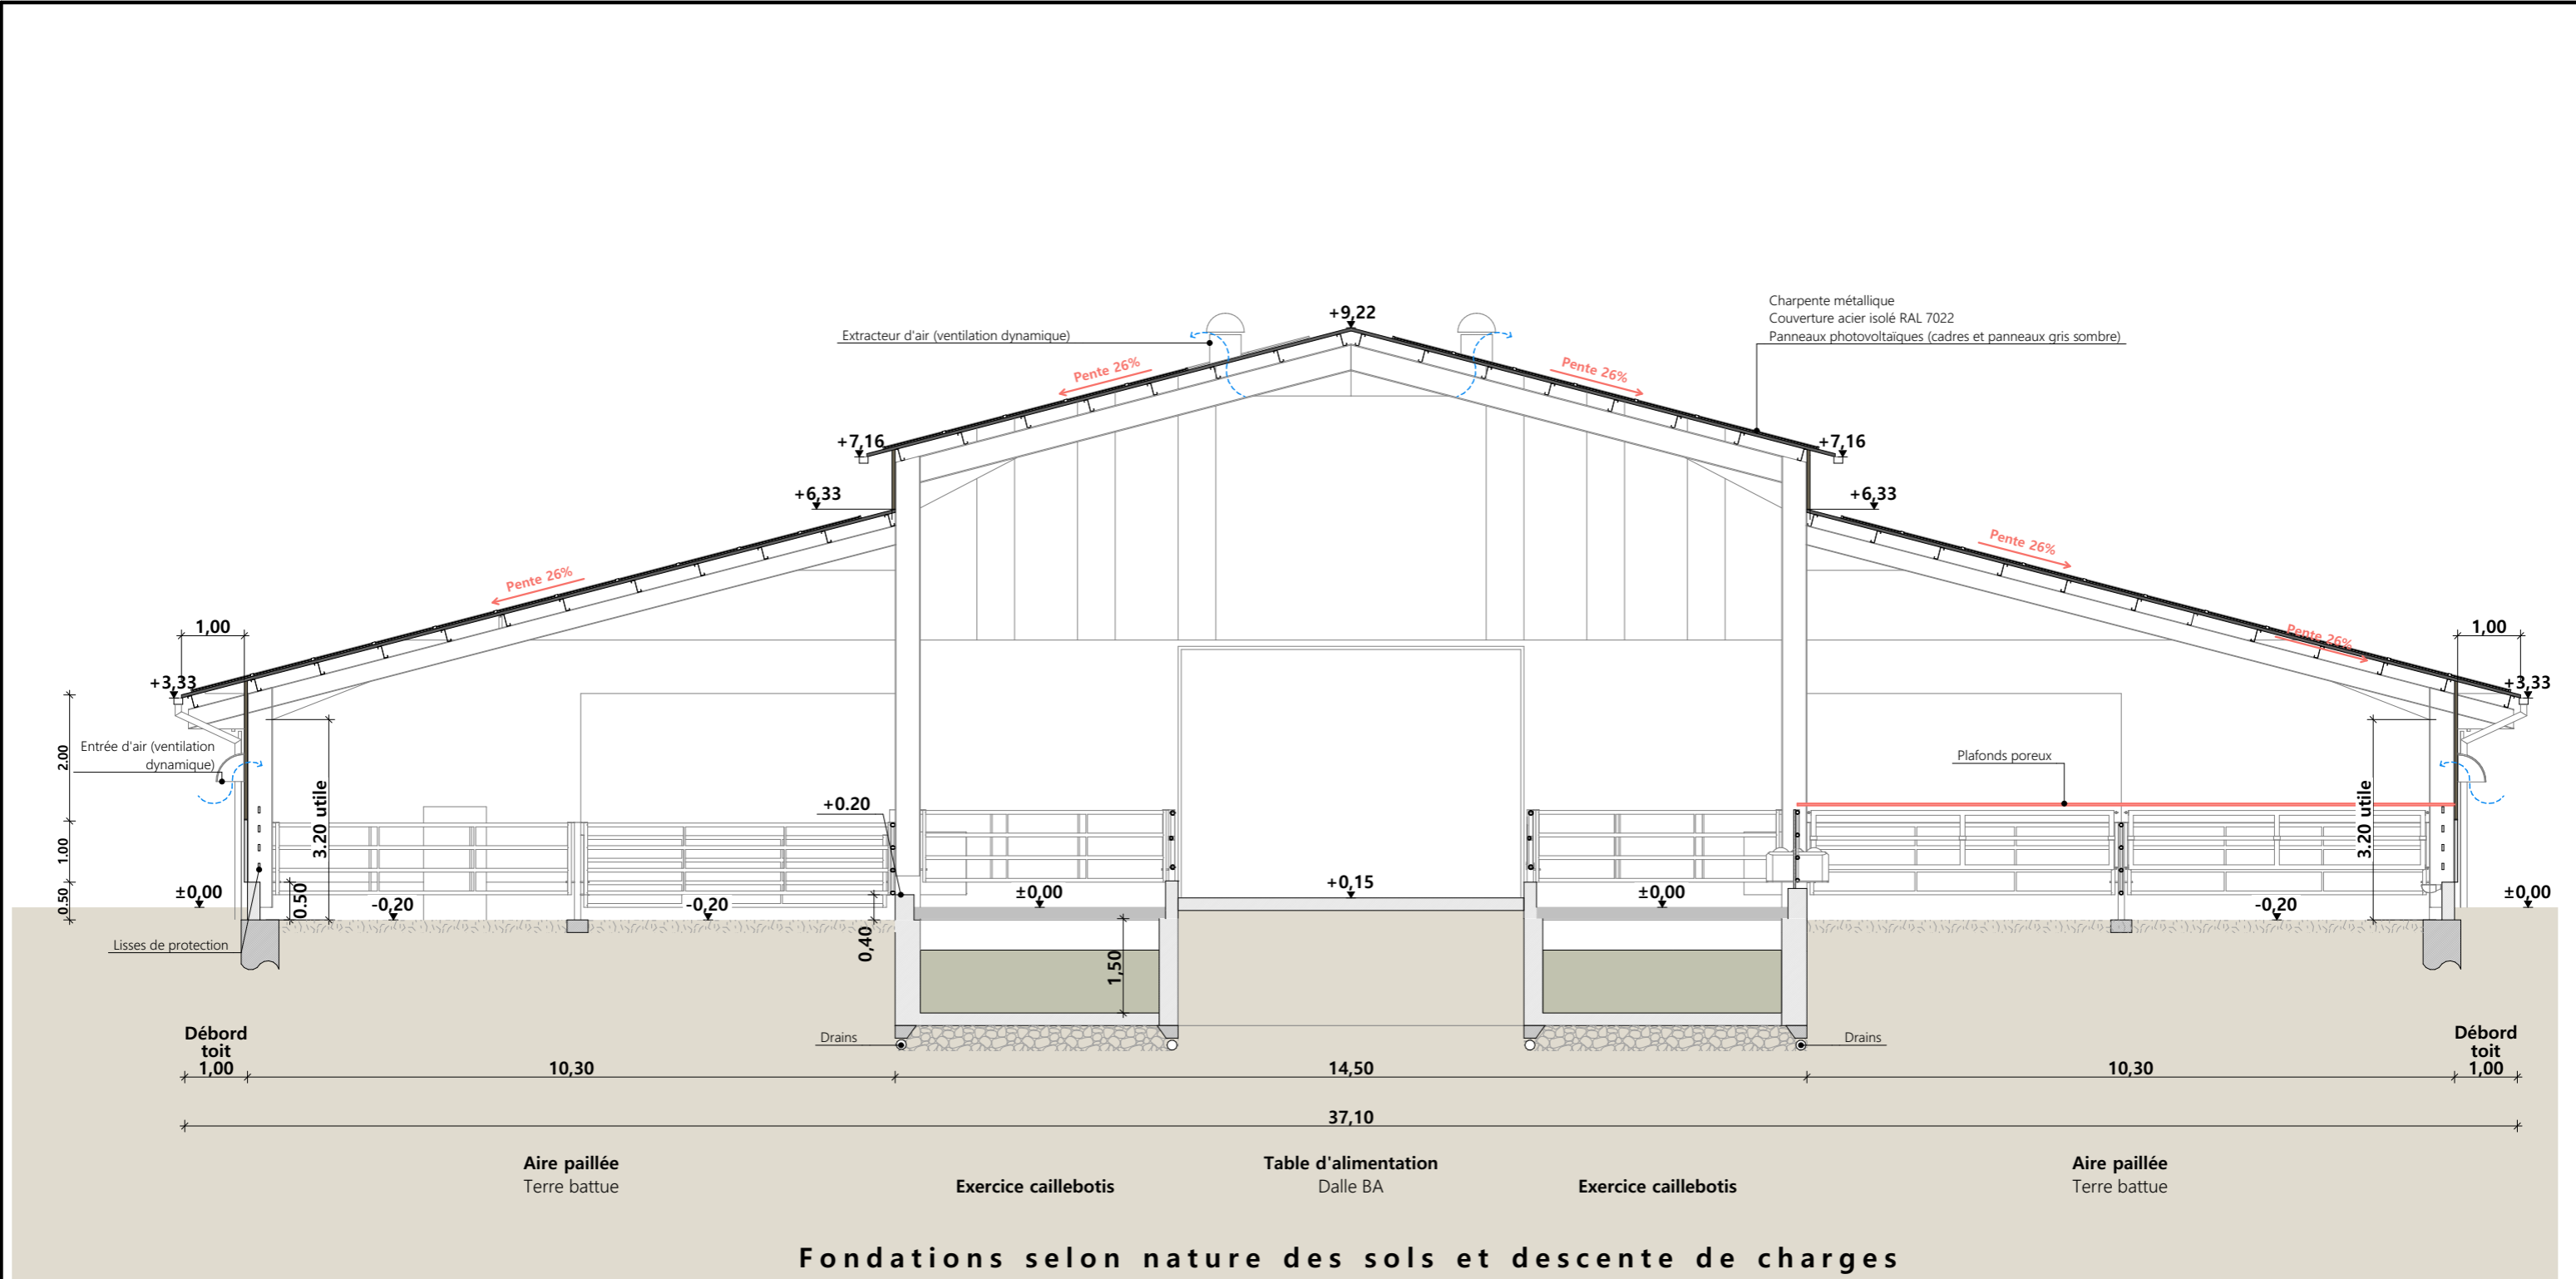 Charpente métallique
Couverture acier isolé RAL 7022
Panneaux photovoltaïques (cadres et panneaux gris sombre)
+9,22
Extracteur d'air (ventilation dynamique)
Pente 26%
Pente 26%
+7,16
+7,16
+6,33
+6,33
Pente 26%
Pente 26%
Pente 26%
1,00
1,00
+3,33
+3,33
Entrée d'air (ventilation
dynamique)
Plafonds poreux
2.00
1.00
0.50
3.20 utile
3.20 utile
+0.20
±0,00
0.50
-0,20
-0,20
±0,00
+0,15
±0,00
-0,20
±0,00
Lisses de protection
0,40
1,50
Drains
Drains
Débord
toit
1,00
10,30
14,50
10,30
Débord
toit
1,00
37,10
Aire paillée
Terre battue
Exercice caillebotis
Table d'alimentation
Dalle BA
Exercice caillebotis
Aire paillée
Terre battue
Fondations selon nature des sols et descente de charges